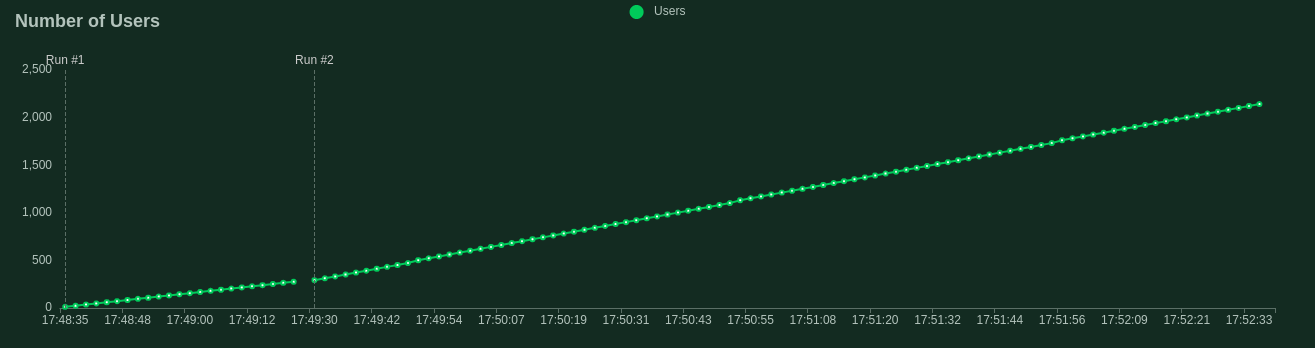 Number of Users
Users
Run #1
Run #2
2,500
2,000
1,500
1,000
500
0
17:48:35 17:48:48 17:49:00 17:49:12 17:49:30 17:49:42 17:49:54 17:50:07 17:50:19 17:50:31 17:50:43 17:50:55 17:51:08 17:51:20 17:51:32 17:51:44 17:51:56 17:52:09 17:52:21 17:52:33